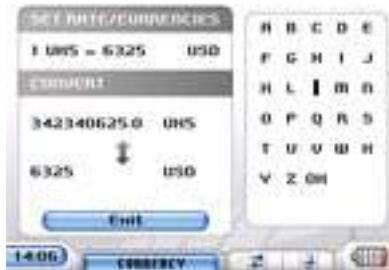 SET RATE/CURRENCIES
1 UHS = 6325 USD
CONVERT
342340625.0 UHS
6325 USD
Exit
A B C D E
F G H I J
K L m n
O P Q R S
T U V W X
Y Z OK
14:06
CURRENCY